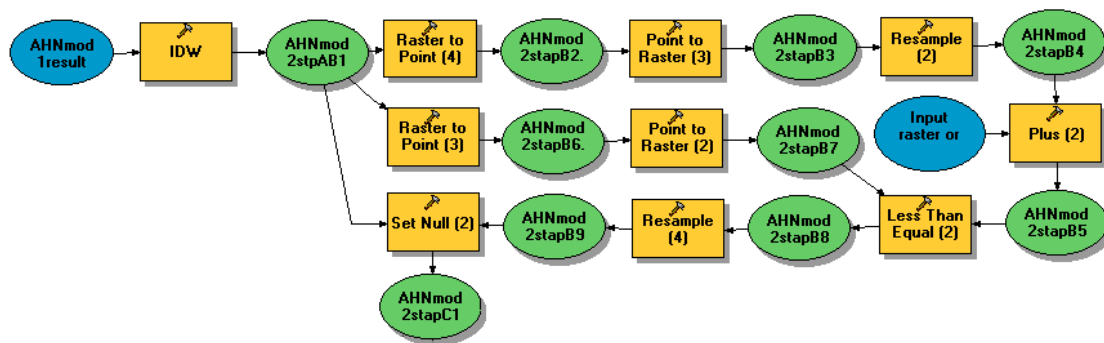 AHNmod
1result
IDW
AHNmod
2stpAB1
Raster to
Point (4)
AHNmod
2stapB2.
Point to
Raster (3)
AHNmod
2stapB3
Resample
(2)
AHNmod
2stapB4
Raster to
Point (3)
AHNmod
2stapB6.
Point to
Raster (2)
AHNmod
2stapB7
Input
raster or
Plus (2)
Set Null (2)
AHNmod
2stapB9
Resample
(4)
AHNmod
2stapB8
Less Than
Equal (2)
AHNmod
2stapB5
AHNmod
2stapC1